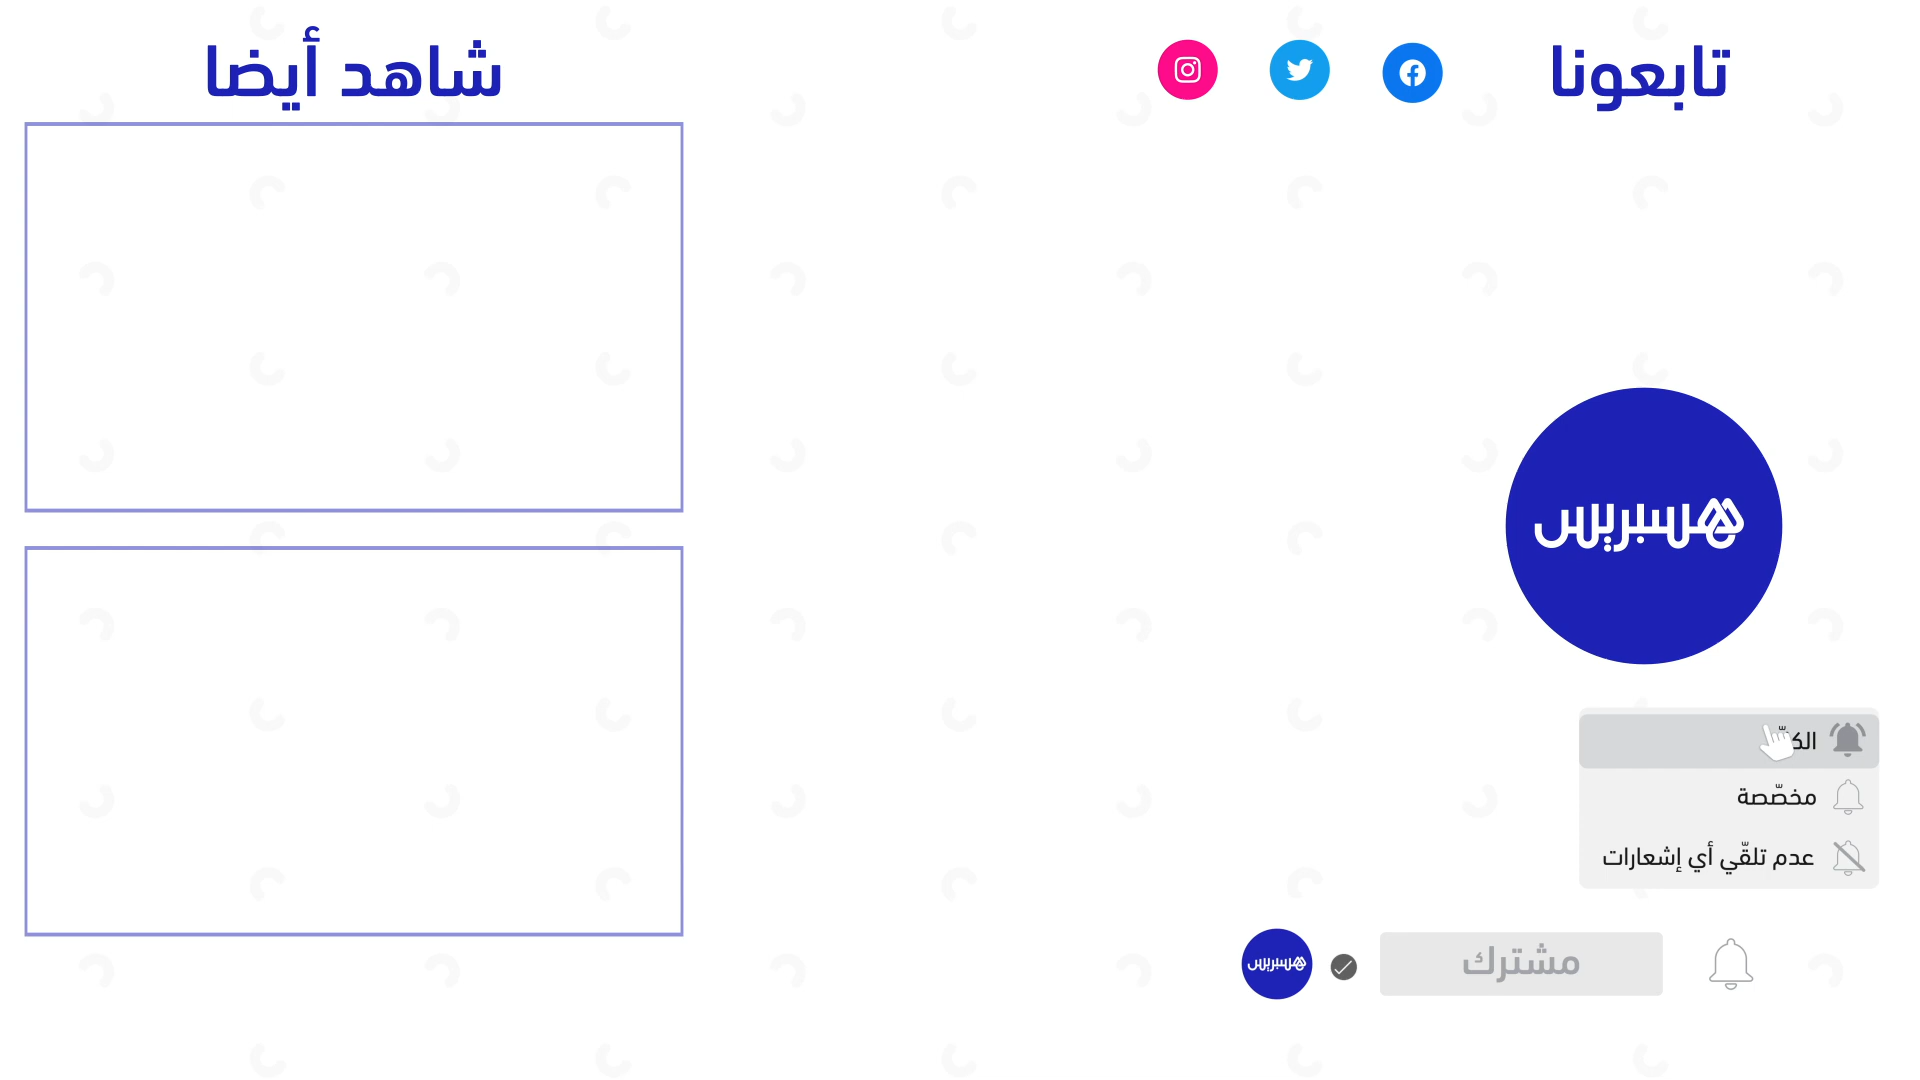 تابعونا
شاهد أيضا
هسبريس
مخصّصة
عدم تلقّي أي إشعارات
هسبريس
مشترك